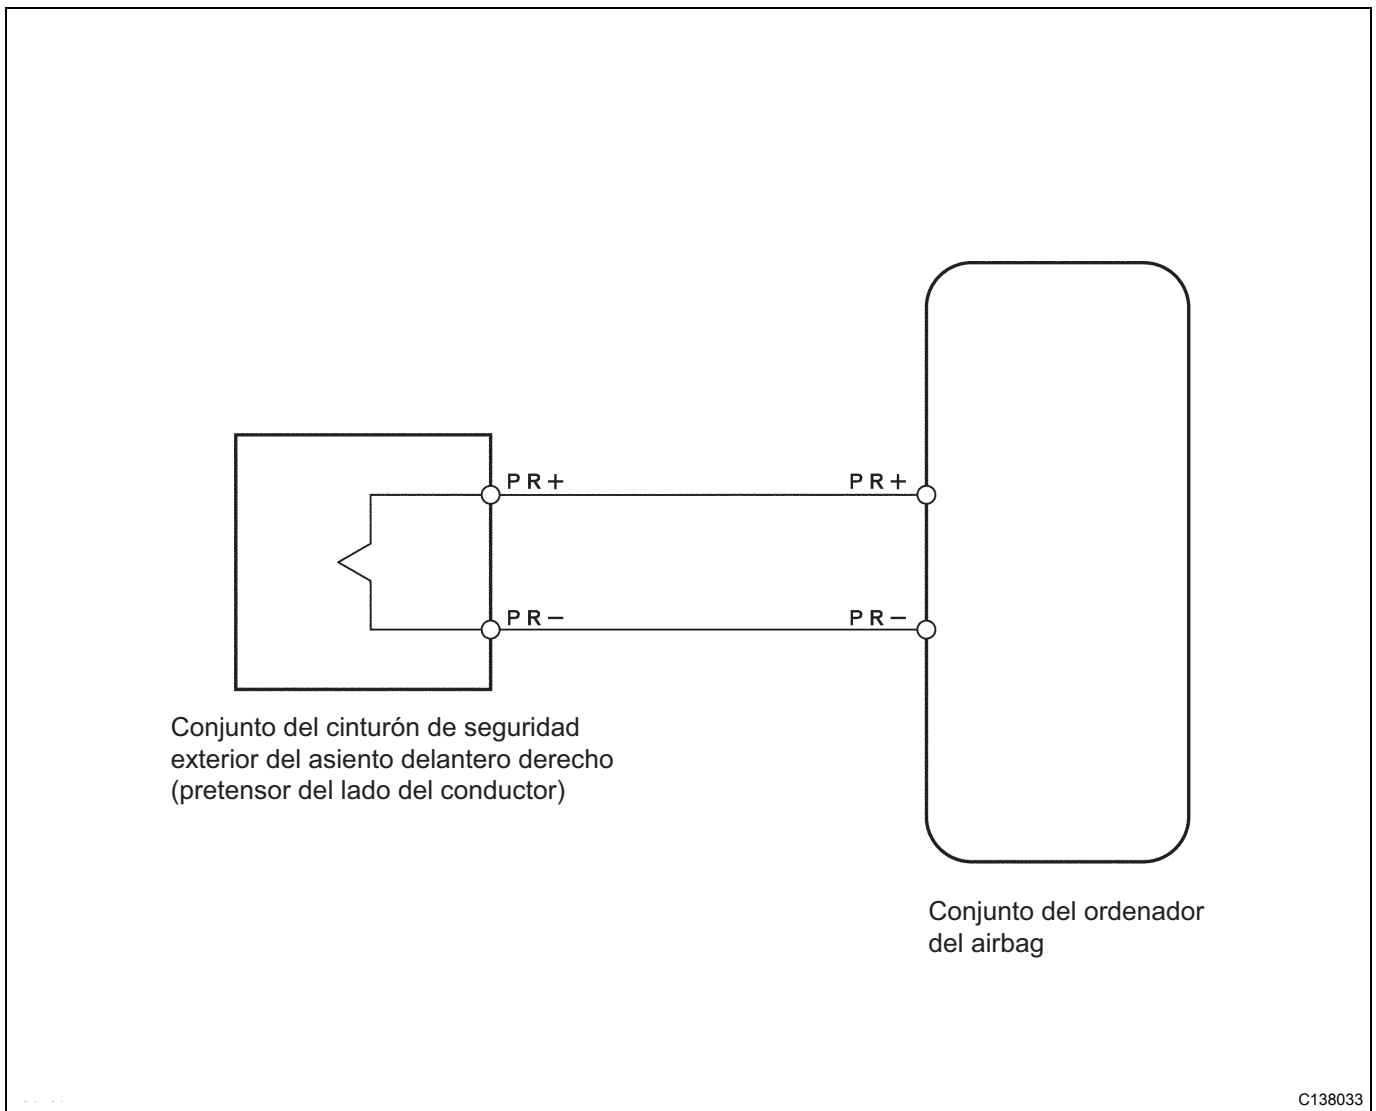 PR+ PR+
PR− PR−
Conjunto del cinturón de seguridad
exterior del asiento delantero derecho
(pretensor del lado del conductor)
Conjunto del ordenador
del airbag
C138033